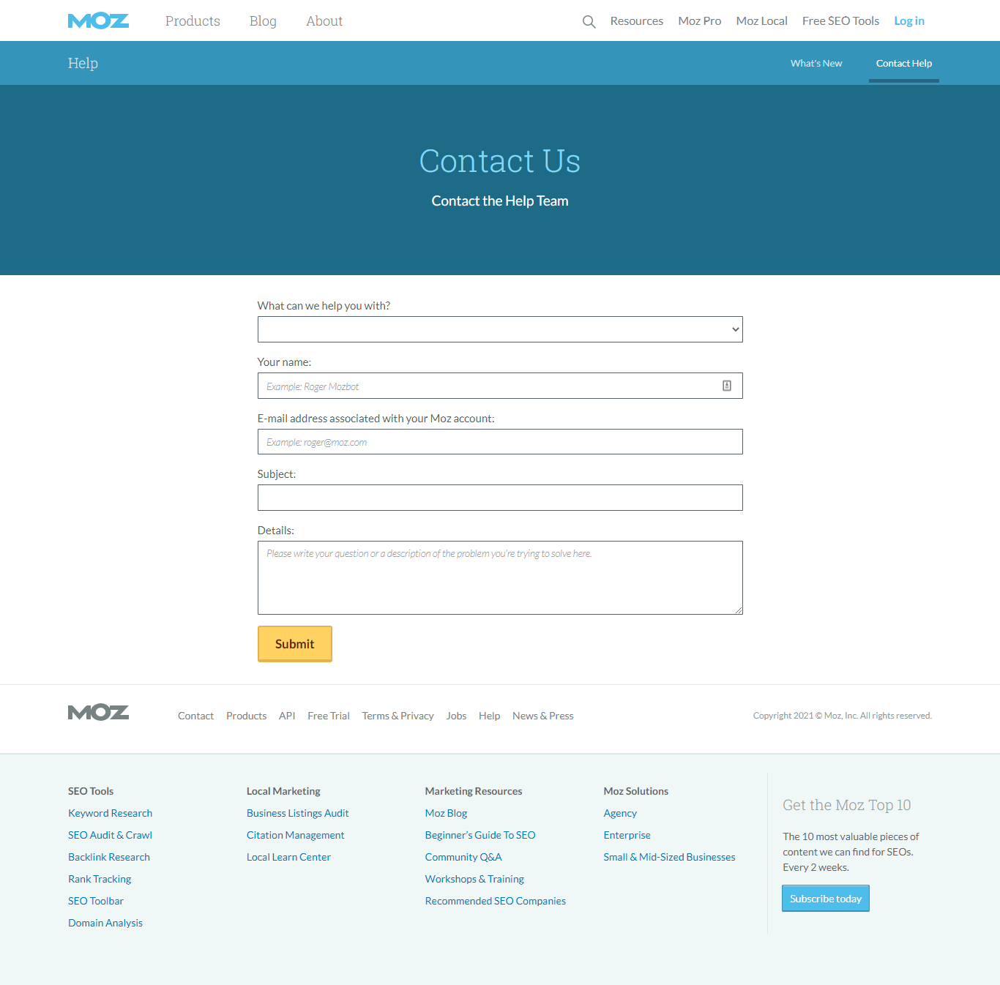 MOZ Products Blog About Resources Moz Pro Moz Local Free SEO Tools Log in
Help What's New Contact Help
Contact Us
Contact the Help Team
What can we help you with?
Your name:
Example: Roger Mozbot
E-mail address associated with your Moz account:
Example: roger@moz.com
Subject:
Details:
Please write your question or a description of the problem you're trying to solve here.
Submit
MOZ Contact Products API Free Trial Terms & Privacy Jobs Help News & Press Copyright 2021 © Moz, Inc. All rights reserved.
SEO Tools
Keyword Research
SEO Audit & Crawl
Backlink Research
Rank Tracking
SEO Toolbar
Domain Analysis
Local Marketing
Business Listings Audit
Citation Management
Local Learn Center
Marketing Resources
Moz Blog
Beginner's Guide To SEO
Community Q&A
Workshops & Training
Recommended SEO Companies
Moz Solutions
Agency
Enterprise
Small & Mid-Sized Businesses
Get the Moz Top 10
The 10 most valuable pieces of
content we can find for SEOs.
Every 2 weeks.
Subscribe today